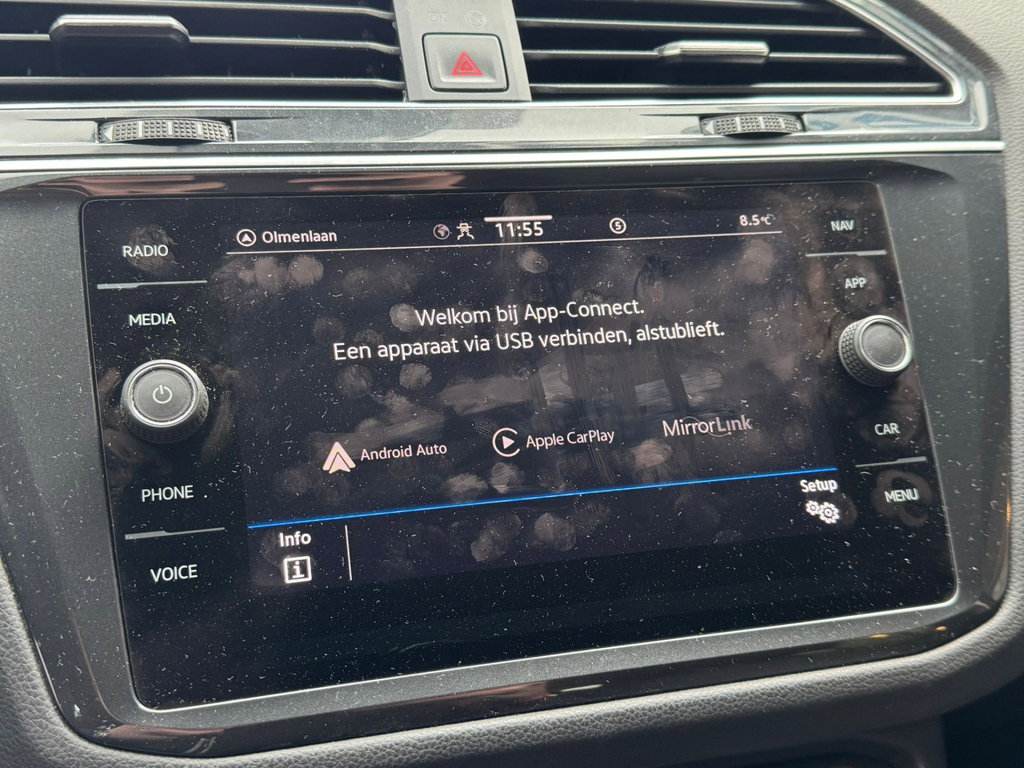 RADIO
MEDIA
PHONE
VOICE
Olmenlaan
11:55
5
8.5°C
NAV
APP
CAR
MENU
Welkom bij App-Connect.
Een apparaat via USB verbinden, alstublieft.
Android Auto
Apple CarPlay
MirrorLink
Info
i
Setup